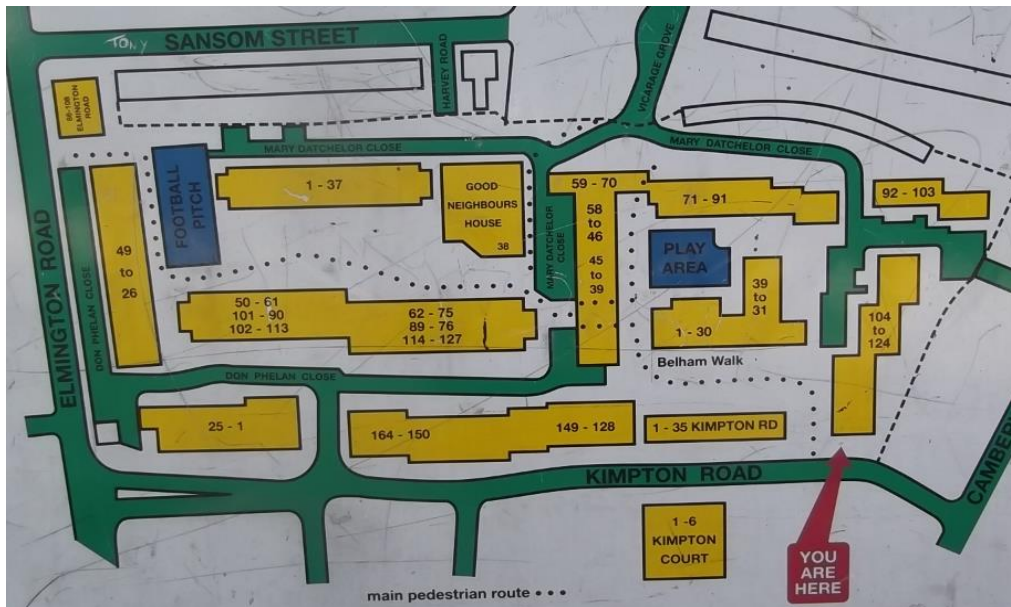 TONY
SANSOM STREET
HARVEY ROAD
VICARAGE GROVE
ELMINGTON
ROAD
MARY DATCHELOR CLOSE
MARY DATCHELOR CLOSE
FOOTBALL
PITCH
1 - 37
GOOD
NEIGHBOURS
HOUSE
38
59 - 70
58
to
46
45
to
39
MARY DATCHELOR
CLOSE
71 - 91
92 - 103
49
to
26
DON PHELAN CLOSE
ELMINGTON ROAD
PLAY
AREA
39
to
31
1 - 30
Belham Walk
104
to
124
50 - 61
101 - 90
102 - 113
62 - 75
89 - 76
114 - 127
DON PHELAN CLOSE
25 - 1
164 - 150
149 - 128
1 - 35 KIMPTON RD
KIMPTON ROAD
CAMBERW
1 - 6
KIMPTON
COURT
YOU
ARE
HERE
main pedestrian route